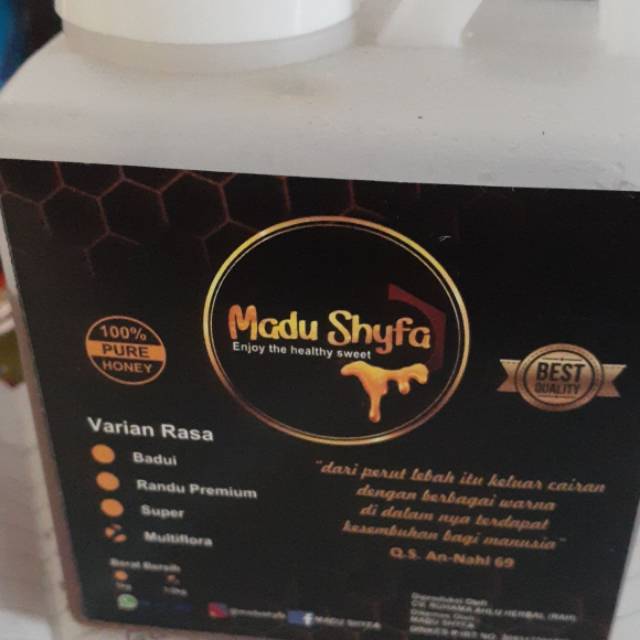 Madu Shyfa
Enjoy the healthy sweet
100%
PURE
HONEY
BEST
QUALITY
Varian Rasa
Badui
Randu Premium
Super
Multiflora
"dari perut lebah itu keluar cairan
dengan berbagai warna
di dalam nya terdapat
kesembuhan bagi manusia"
Q.S. An-Nahl 69
Berat Bersih
Diproduksi Oleh
MADU SHYFA